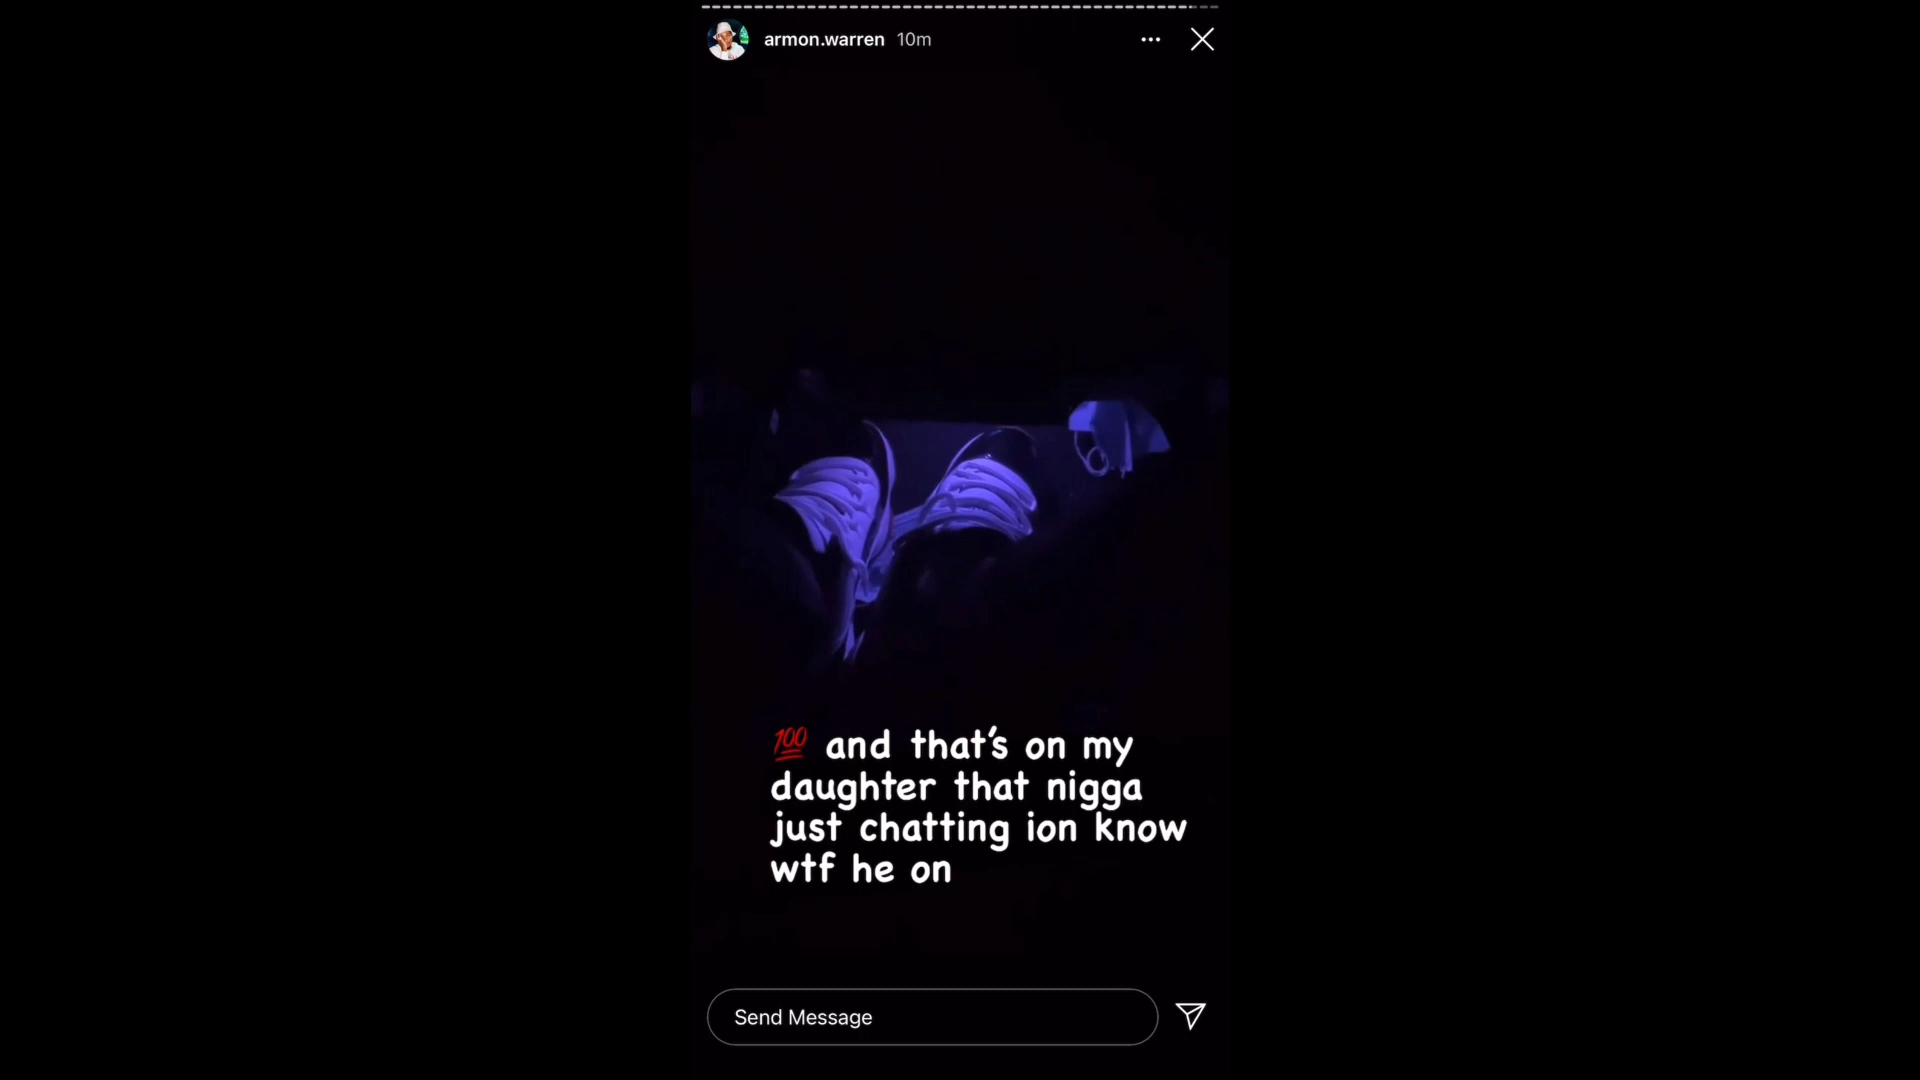 armon.warren 10m
💯 and that's on my
daughter that nigga
just chatting ion know
wtf he on
Send Message